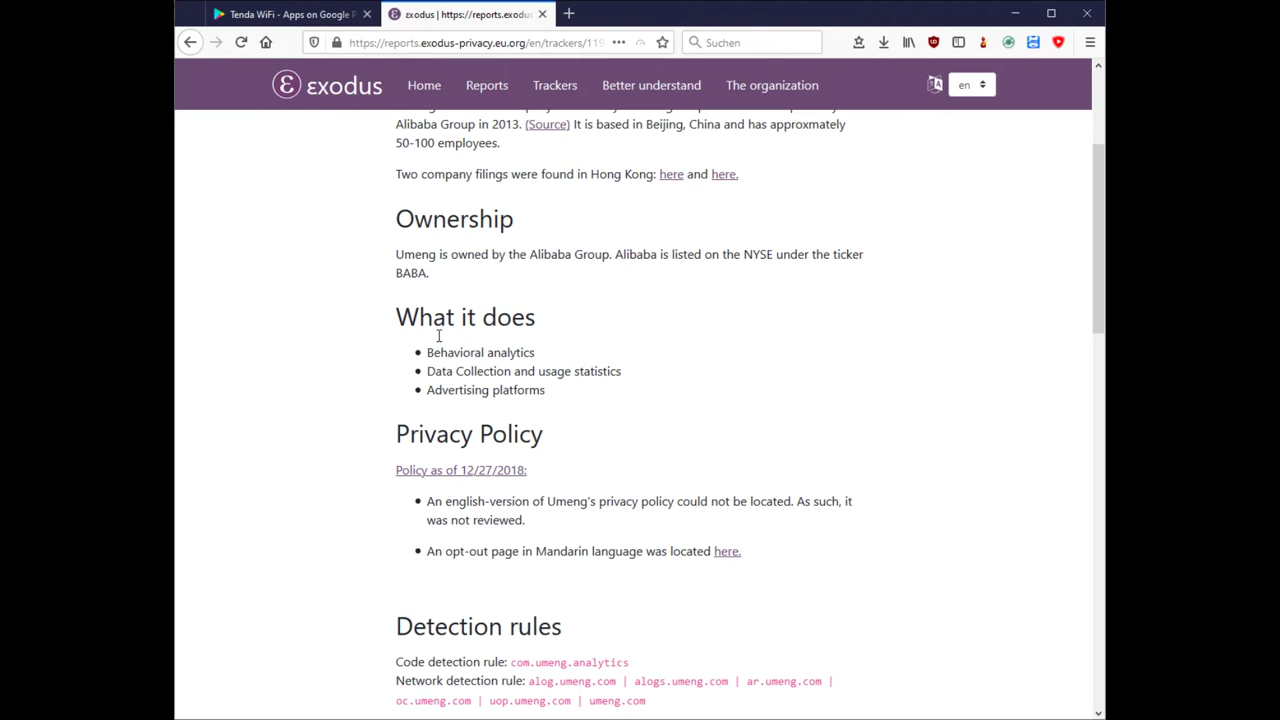 Tenda WiFi - Apps on Google P
εxodus | https://reports.exodus
https://reports.exodus-privacy.eu.org/en/trackers/119
Suchen
εxodus
Home
Reports
Trackers
Better understand
The organization
en
Alibaba Group in 2013. (Source) It is based in Beijing, China and has approxmately
50-100 employees.
Two company filings were found in Hong Kong: here and here.
Ownership
Umeng is owned by the Alibaba Group. Alibaba is listed on the NYSE under the ticker
BABA.
What it does
Behavioral analytics
Data Collection and usage statistics
Advertising platforms
Privacy Policy
Policy as of 12/27/2018:
An english-version of Umeng's privacy policy could not be located. As such, it
was not reviewed.
An opt-out page in Mandarin language was located here.
Detection rules
Code detection rule: com.umeng.analytics
Network detection rule: alog.umeng.com | alogs.umeng.com | ar.umeng.com |
oc.umeng.com | uop.umeng.com | umeng.com